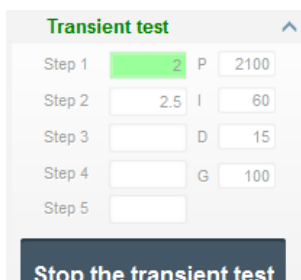 Transient test
Step 1 2 P 2100
Step 2 2.5 I 60
Step 3 D 15
Step 4 G 100
Step 5
Stop the transient test